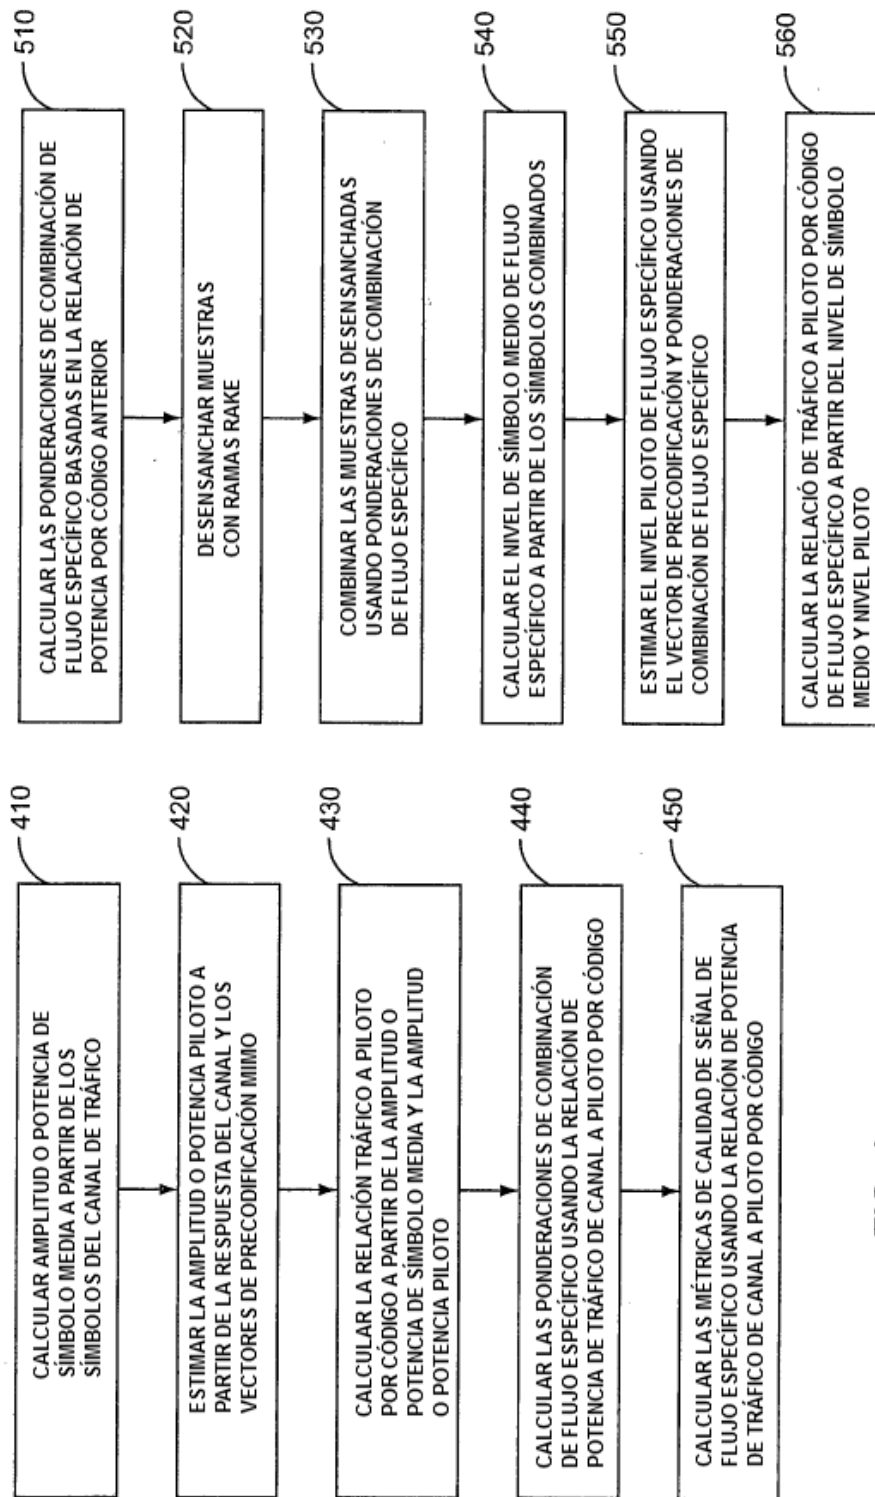 410
CALCULAR AMPLITUD O POTENCIA DE
SÍMBOLO MEDIA A PARTIR DE LOS
SÍMBOLOS DEL CANAL DE TRÁFICO
420
ESTIMAR LA AMPLITUD O POTENCIA PILOTO A
PARTIR DE LA RESPUESTA DEL CANAL Y LOS
VECTORES DE PRECODIFICACIÓN MIMO
430
CALCULAR LA RELACIÓN TRÁFICO A PILOTO
POR CÓDIGO A PARTIR DE LA AMPLITUD O
POTENCIA DE SÍMBOLO MEDIA Y LA AMPLITUD
O POTENCIA PILOTO
440
CALCULAR LAS PONDERACIONES DE COMBINACIÓN
DE FLUJO ESPECÍFICO USANDO LA RELACIÓN DE
POTENCIA DE TRÁFICO DE CANAL A PILOTO POR CÓDIGO
450
CALCULAR LAS MÉTRICAS DE CALIDAD DE SEÑAL DE
FLUJO ESPECÍFICO USANDO LA RELACIÓN DE POTENCIA
DE TRÁFICO DE CANAL A PILOTO POR CÓDIGO
510
CALCULAR LAS PONDERACIONES DE COMBINACIÓN DE
FLUJO ESPECÍFICO BASADAS EN LA RELACIÓN DE
POTENCIA POR CÓDIGO ANTERIOR
520
DESENSANCHAR MUESTRAS
CON RAMAS RAKE
530
COMBINAR LAS MUESTRAS DESENSANCHADAS
USANDO PONDERACIONES DE COMBINACIÓN
DE FLUJO ESPECÍFICO
540
CALCULAR EL NIVEL DE SÍMBOLO MEDIO DE FLUJO
ESPECÍFICO A PARTIR DE LOS SÍMBOLOS COMBINADOS
550
ESTIMAR EL NIVEL PILOTO DE FLUJO ESPECÍFICO USANDO
EL VECTOR DE PRECODIFICACIÓN Y PONDERACIONES DE
COMBINACIÓN DE FLUJO ESPECÍFICO
560
CALCULAR LA RELACIÓ DE TRÁFICO A PILOTO POR CÓDIGO
DE FLUJO ESPECÍFICO A PARTIR DEL NIVEL DE SÍMBOLO
MEDIO Y NIVEL PILOTO